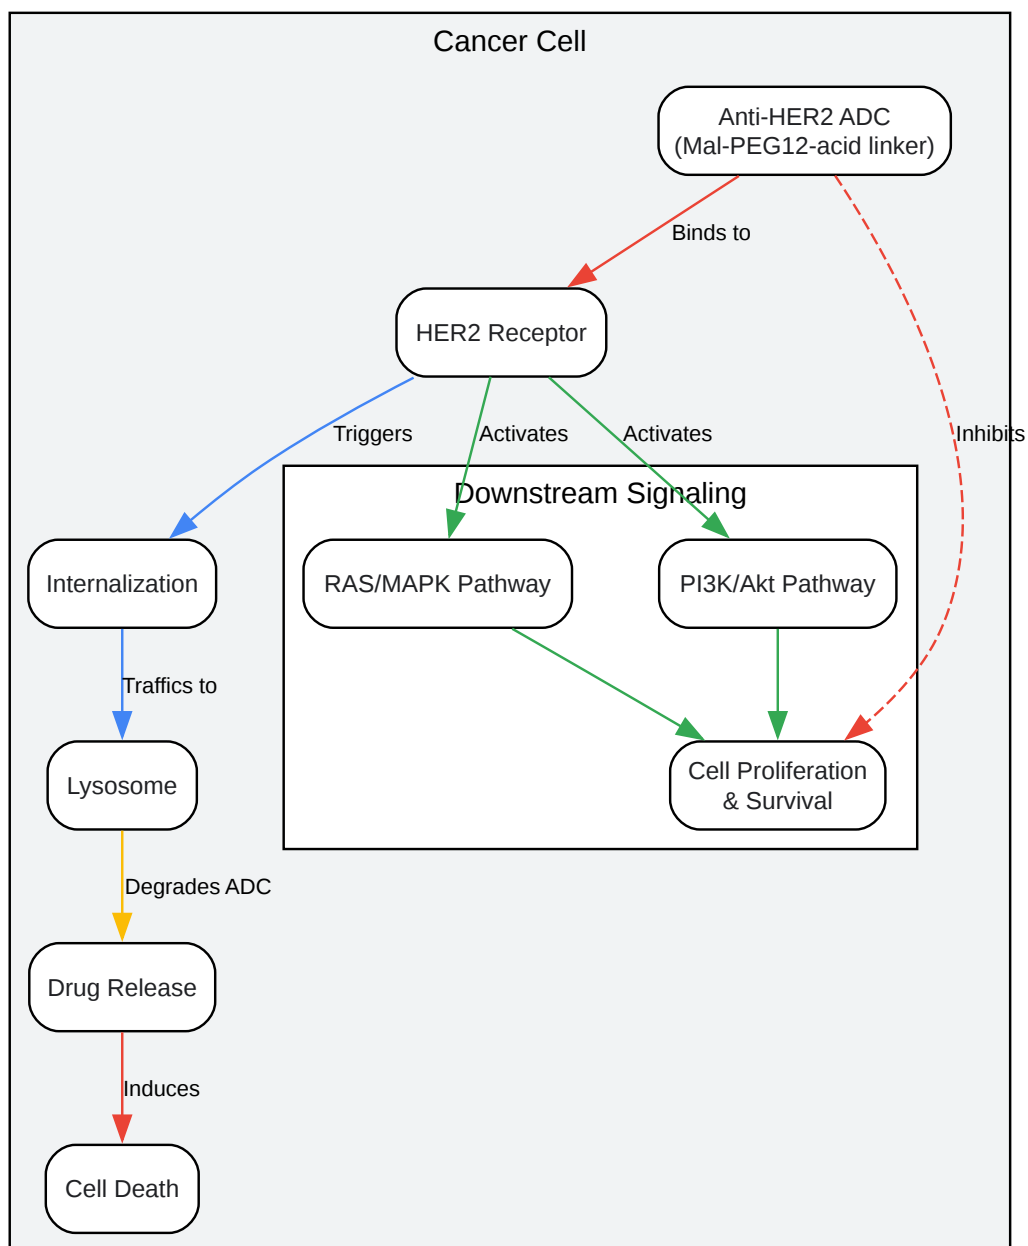 Cancer Cell
Anti-HER2 ADC
(Mal-PEG12-acid linker)
Binds to
HER2 Receptor
Triggers
Activates
Activates
Inhibits
Downstream Signaling
Internalization
RAS/MAPK Pathway
PI3K/Akt Pathway
Traffics to
Lysosome
Cell Proliferation
& Survival
Degrades ADC
Drug Release
Induces
Cell Death